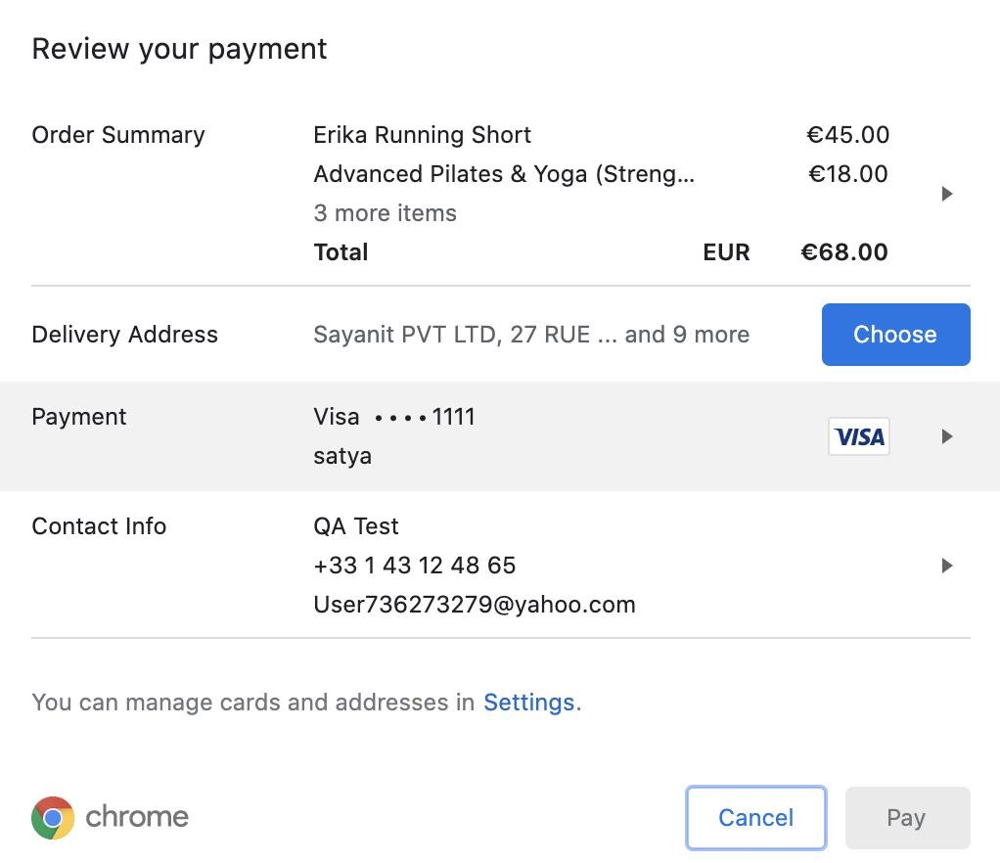 Review your payment
Order Summary Erika Running Short €45.00
Advanced Pilates & Yoga (Streng... €18.00
3 more items
Total EUR €68.00
Delivery Address Sayanit PVT LTD, 27 RUE ... and 9 more Choose
Payment Visa •••• 1111
VISA
satya
Contact Info QA Test
+33 1 43 12 48 65
User736273279@yahoo.com
You can manage cards and addresses in Settings.
chrome Cancel Pay